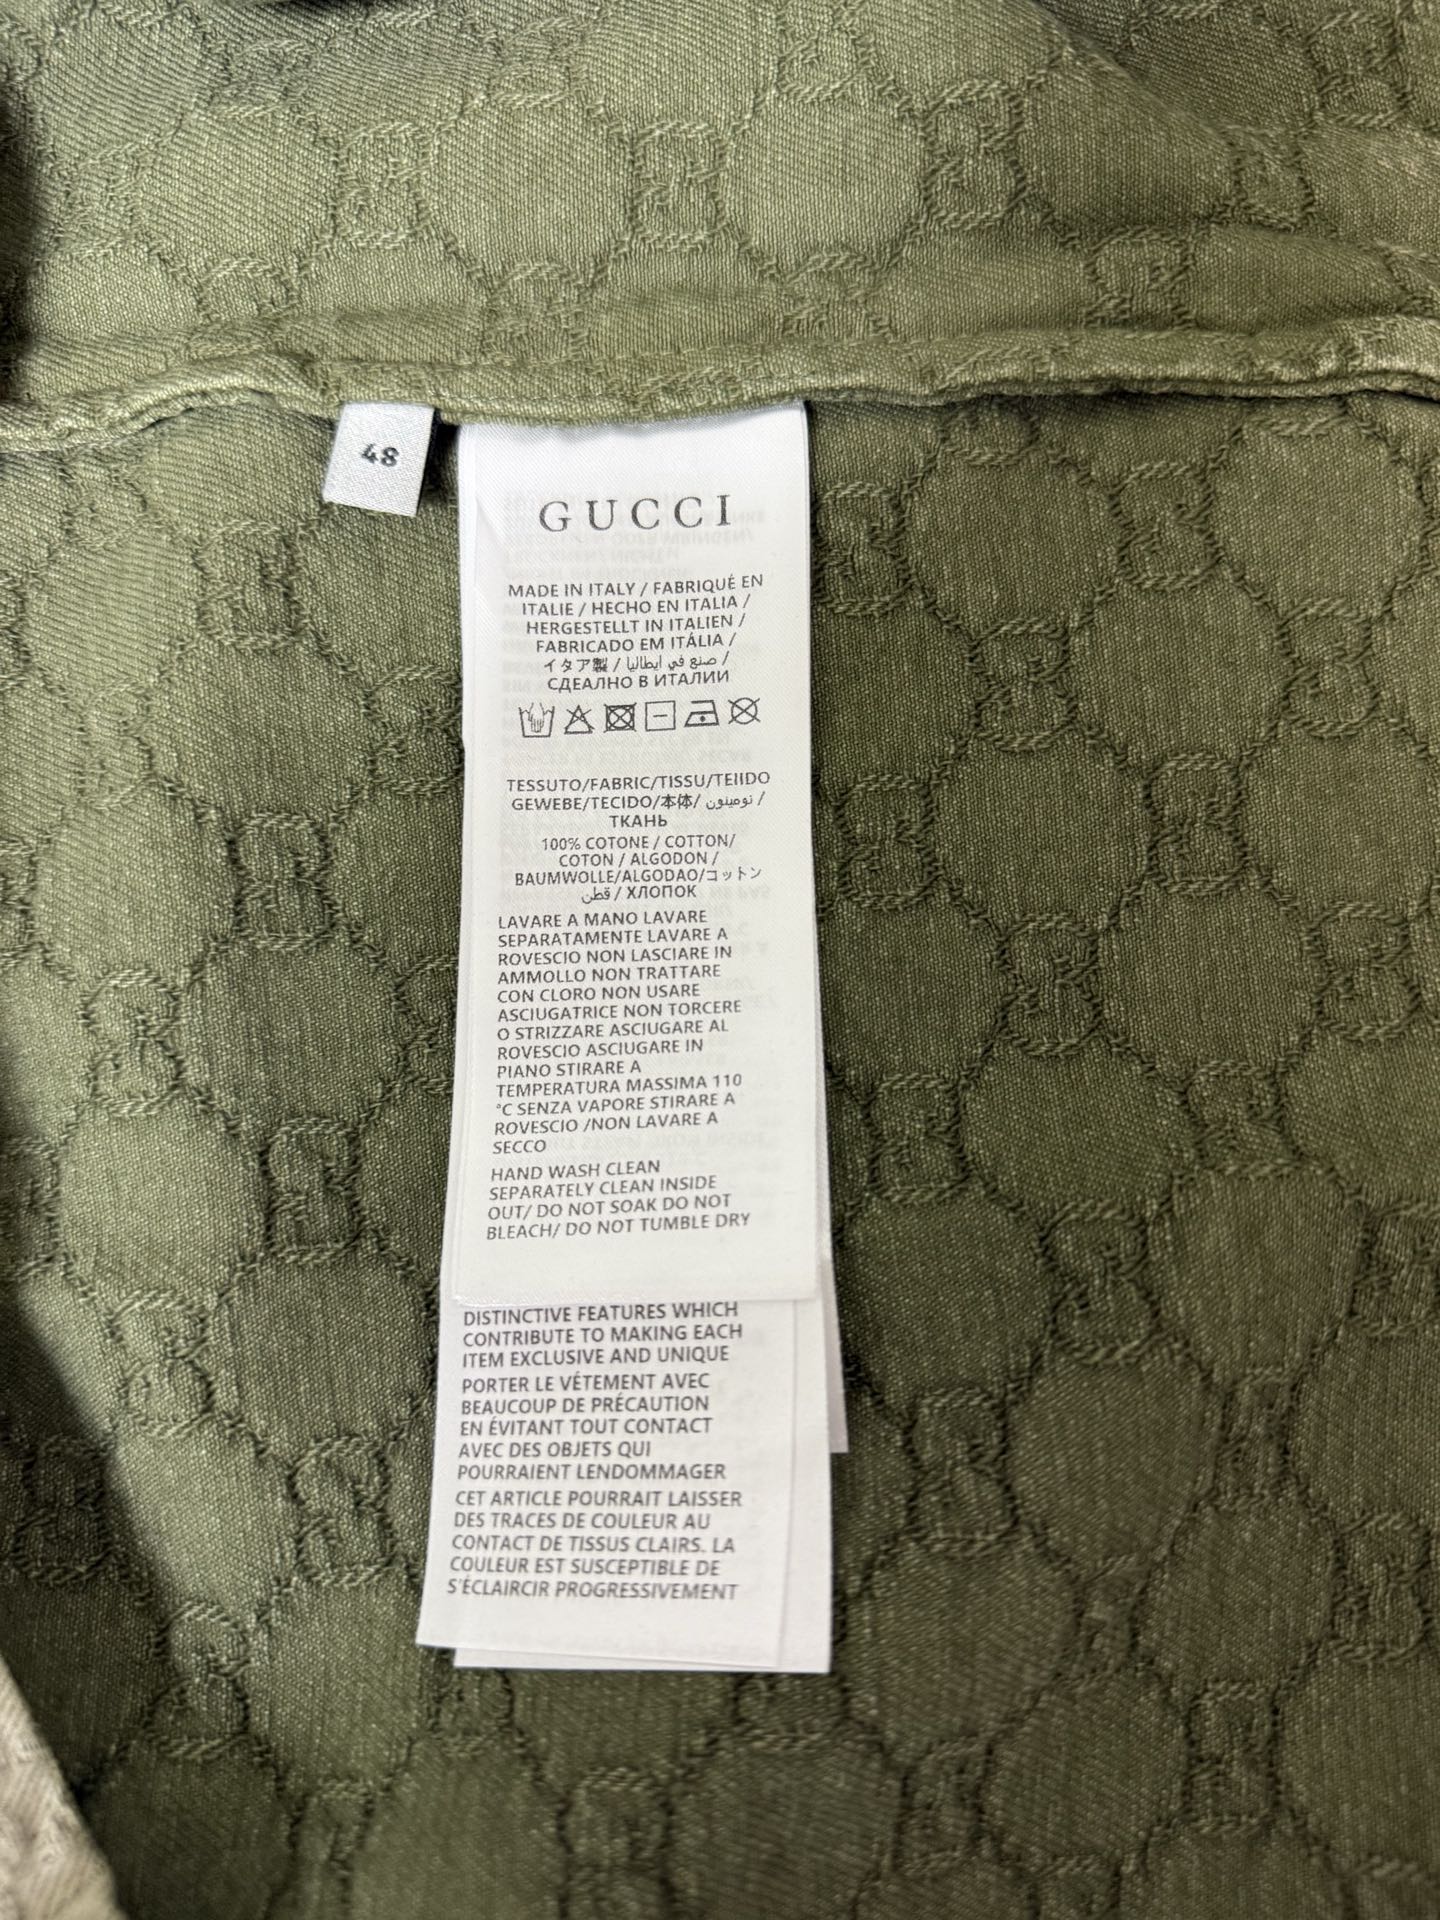 48
GUCCI
MADE IN ITALY / FABRIQUÉ EN
ITALIE / HECHO EN ITALIA /
HERGESTELLT IN ITALIEN /
FABRICADO EM ITÁLIA /
イタア製 / صنع في ايطاليا /
СДЕАЛНО В ИТАЛИИ
TESSUTO/FABRIC/TISSU/TEIIDO
GEWEBE/TECIDO/本体/ نومينون /
ТКАНЬ
100% COTONE / COTTON/
COTON / ALGODON /
BAUMWOLLE/ALGODAO/コットン
قطن / ХЛОПОК
LAVARE A MANO LAVARE
SEPARATAMENTE LAVARE A
ROVESCIO NON LASCIARE IN
AMMOLLO NON TRATTARE
CON CLORO NON USARE
ASCIUGATRICE NON TORCERE
O STRIZZARE ASCIUGARE AL
ROVESCIO ASCIUGARE IN
PIANO STIRARE A
TEMPERATURA MASSIMA 110
°C SENZA VAPORE STIRARE A
ROVESCIO /NON LAVARE A
SECCO
HAND WASH CLEAN
SEPARATELY CLEAN INSIDE
OUT/ DO NOT SOAK DO NOT
BLEACH/ DO NOT TUMBLE DRY
DISTINCTIVE FEATURES WHICH
CONTRIBUTE TO MAKING EACH
ITEM EXCLUSIVE AND UNIQUE
PORTER LE VÉTEMENT AVEC
BEAUCOUP DE PRÉCAUTION
EN ÉVITANT TOUT CONTACT
AVEC DES OBJETS QUI
POURRAIENT LENDOMMAGER
CET ARTICLE POURRAIT LAISSER
DES TRACES DE COULEUR AU
CONTACT DE TISSUS CLAIRS. LA
COULEUR EST SUSCEPTIBLE DE
S'ÉCLAIRCIR PROGRESSIVEMENT